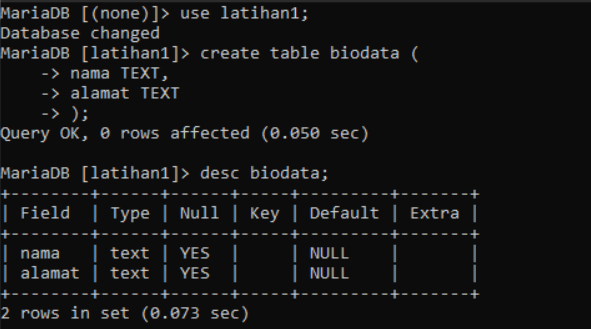 MariaDB [(none)]> use latihan1;
Database changed
MariaDB [latihan1]> create table biodata (
    -> nama TEXT,
    -> alamat TEXT
    -> );
Query OK, 0 rows affected (0.050 sec)

MariaDB [latihan1]> desc biodata;
+--------+------+------+-----+---------+-------+
| Field  | Type | Null | Key | Default | Extra |
+--------+------+------+-----+---------+-------+
| nama   | text | YES  |     | NULL    |       |
| alamat | text | YES  |     | NULL    |       |
+--------+------+------+-----+---------+-------+
2 rows in set (0.073 sec)